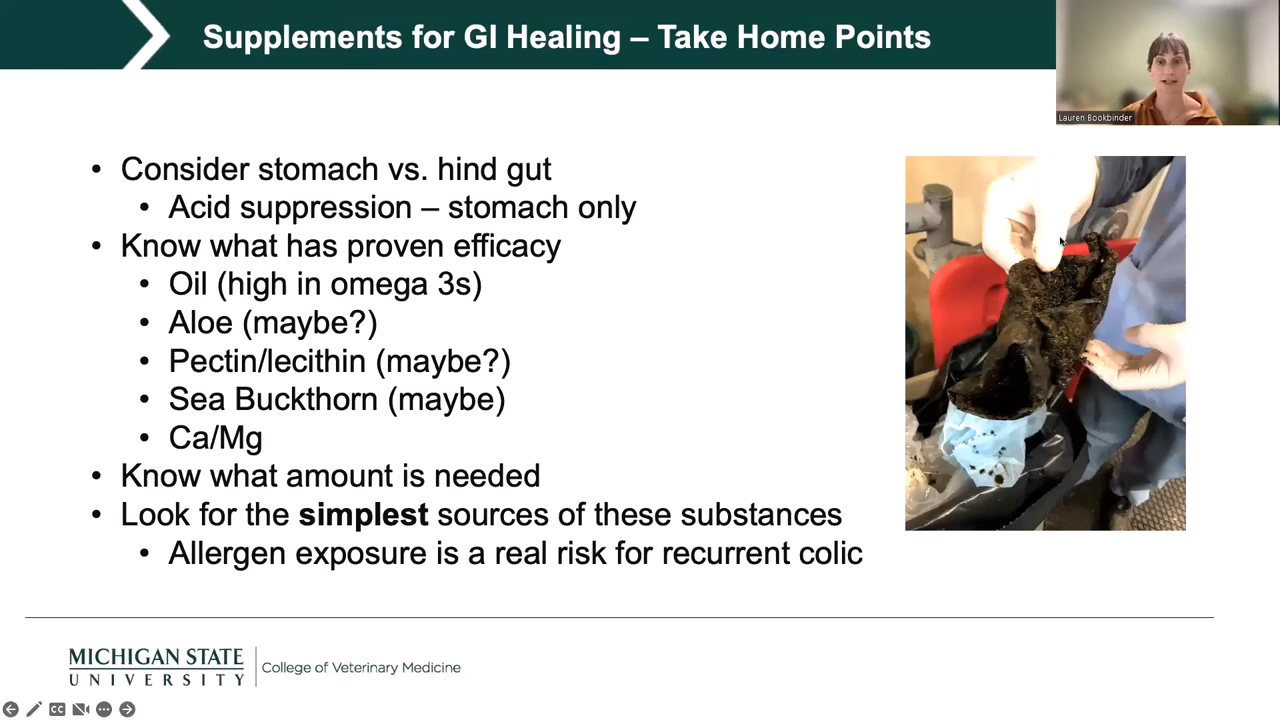 Supplements for GI Healing – Take Home Points
Lauren Bookbinder
• Consider stomach vs. hind gut
• Acid suppression – stomach only
• Know what has proven efficacy
• Oil (high in omega 3s)
• Aloe (maybe?)
• Pectin/lecithin (maybe?)
• Sea Buckthorn (maybe)
• Ca/Mg
• Know what amount is needed
• Look for the simplest sources of these substances
• Allergen exposure is a real risk for recurrent colic
MICHIGAN STATE
UNIVERSITY
College of Veterinary Medicine
CC